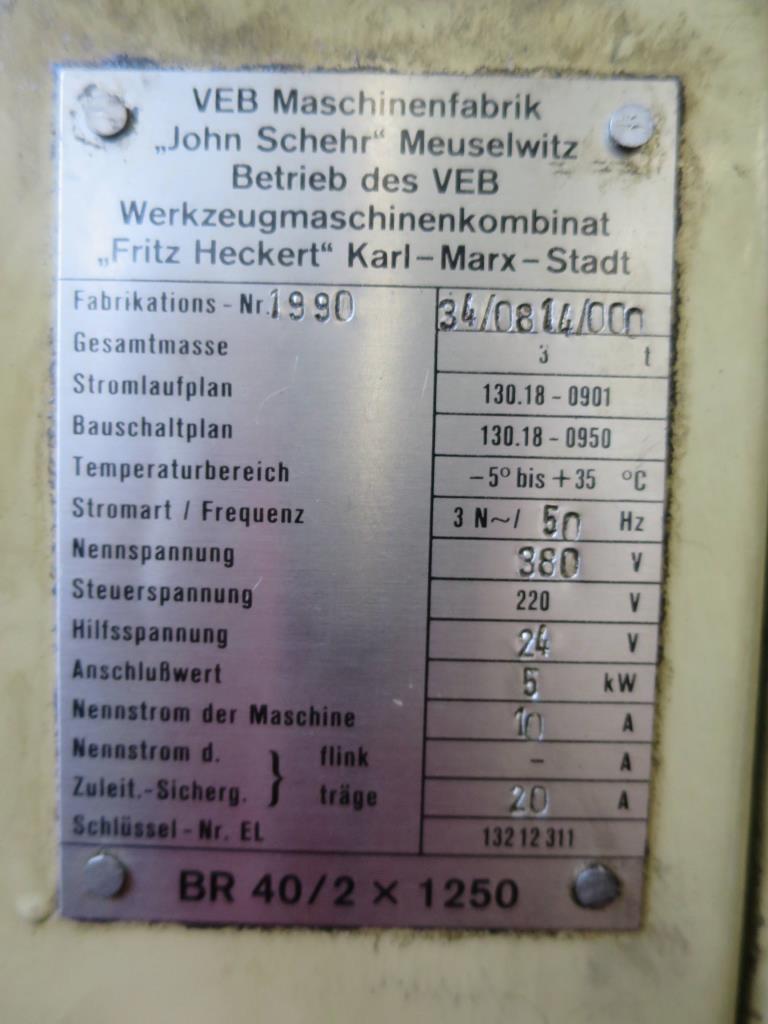 VEB Maschinenfabrik
„John Schehr“ Meuselwitz
Betrieb des VEB
Werkzeugmaschinenkombinat
„Fritz Heckert“ Karl-Marx-Stadt
Fabrikations-Nr. 1990 34/0814/000
Gesamtmasse 3 t
Stromlaufplan 130.18-0901
Bauschaltplan 130.18-0950
Temperaturbereich -5° bis +35 °C
Stromart / Frequenz 3 N~/ 50 Hz
Nennspannung 380 V
Steuerspannung 220 V
Hilfsspannung 24 V
Anschlußwert 5 kW
Nennstrom der Maschine 10 A
Nennstrom d. } flink - A
Zuleit.-Sicherg. } träge 20 A
Schlüssel-Nr. EL 132 12 311
BR 40/2 × 1250